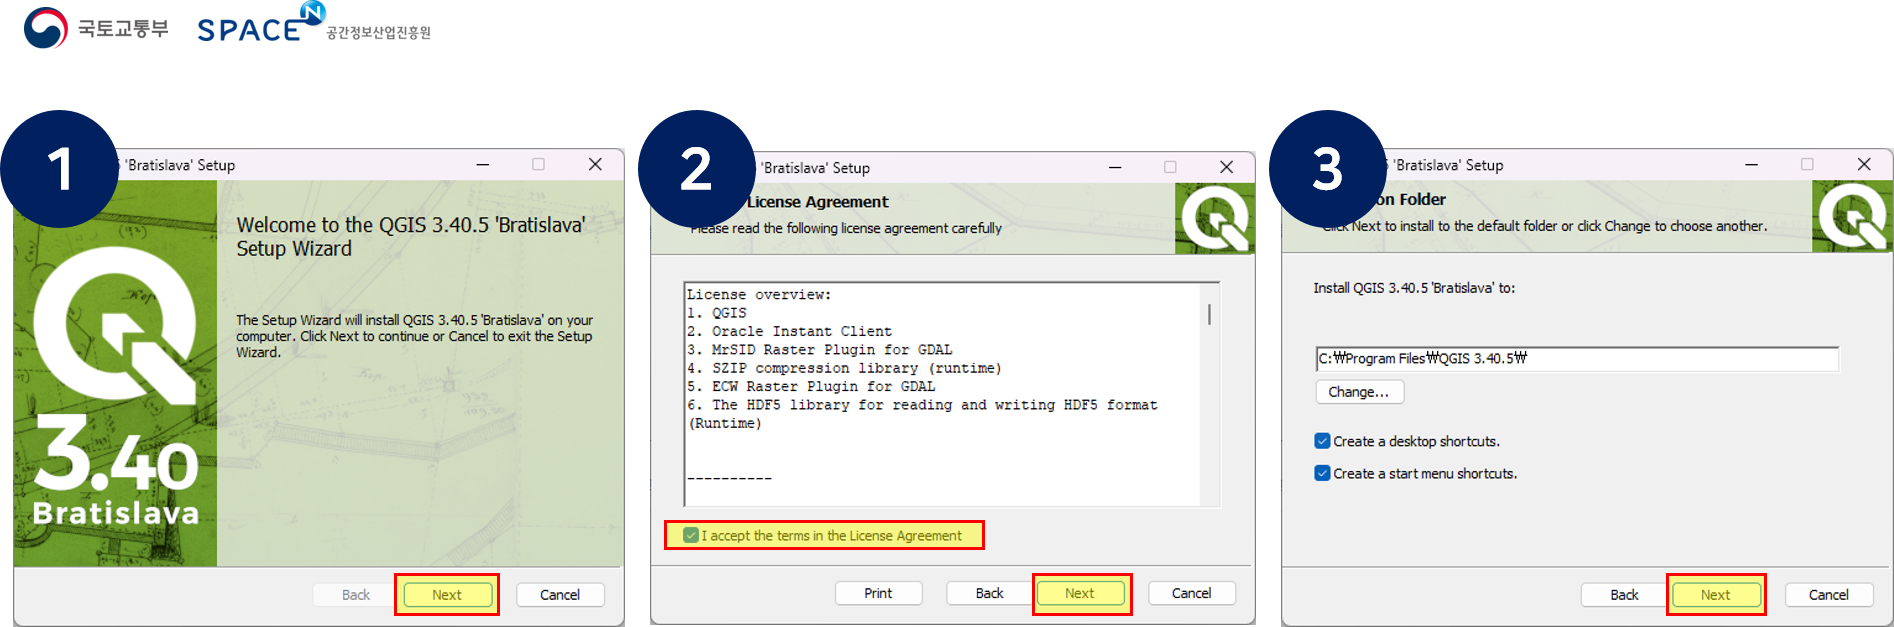 국토교통부
SPACE N 공간정보산업진흥원
1
'Bratislava' Setup
Welcome to the QGIS 3.40.5 'Bratislava'
Setup Wizard
The Setup Wizard will install QGIS 3.40.5 'Bratislava' on your
computer. Click Next to continue or Cancel to exit the Setup
Wizard.
3.40
Bratislava
Back
Next
Cancel
2
'Bratislava' Setup
License Agreement
Please read the following license agreement carefully
License overview:
1. QGIS
2. Oracle Instant Client
3. MrSID Raster Plugin for GDAL
4. SZIP compression library (runtime)
5. ECW Raster Plugin for GDAL
6. The HDF5 library for reading and writing HDF5 format
(Runtime)
----------
I accept the terms in the License Agreement
Print
Back
Next
Cancel
3
'Bratislava' Setup
on Folder
Click Next to install to the default folder or click Change to choose another.
Install QGIS 3.40.5 'Bratislava' to:
C:₩Program Files₩QGIS 3.40.5₩
Change...
Create a desktop shortcuts.
Create a start menu shortcuts.
Back
Next
Cancel